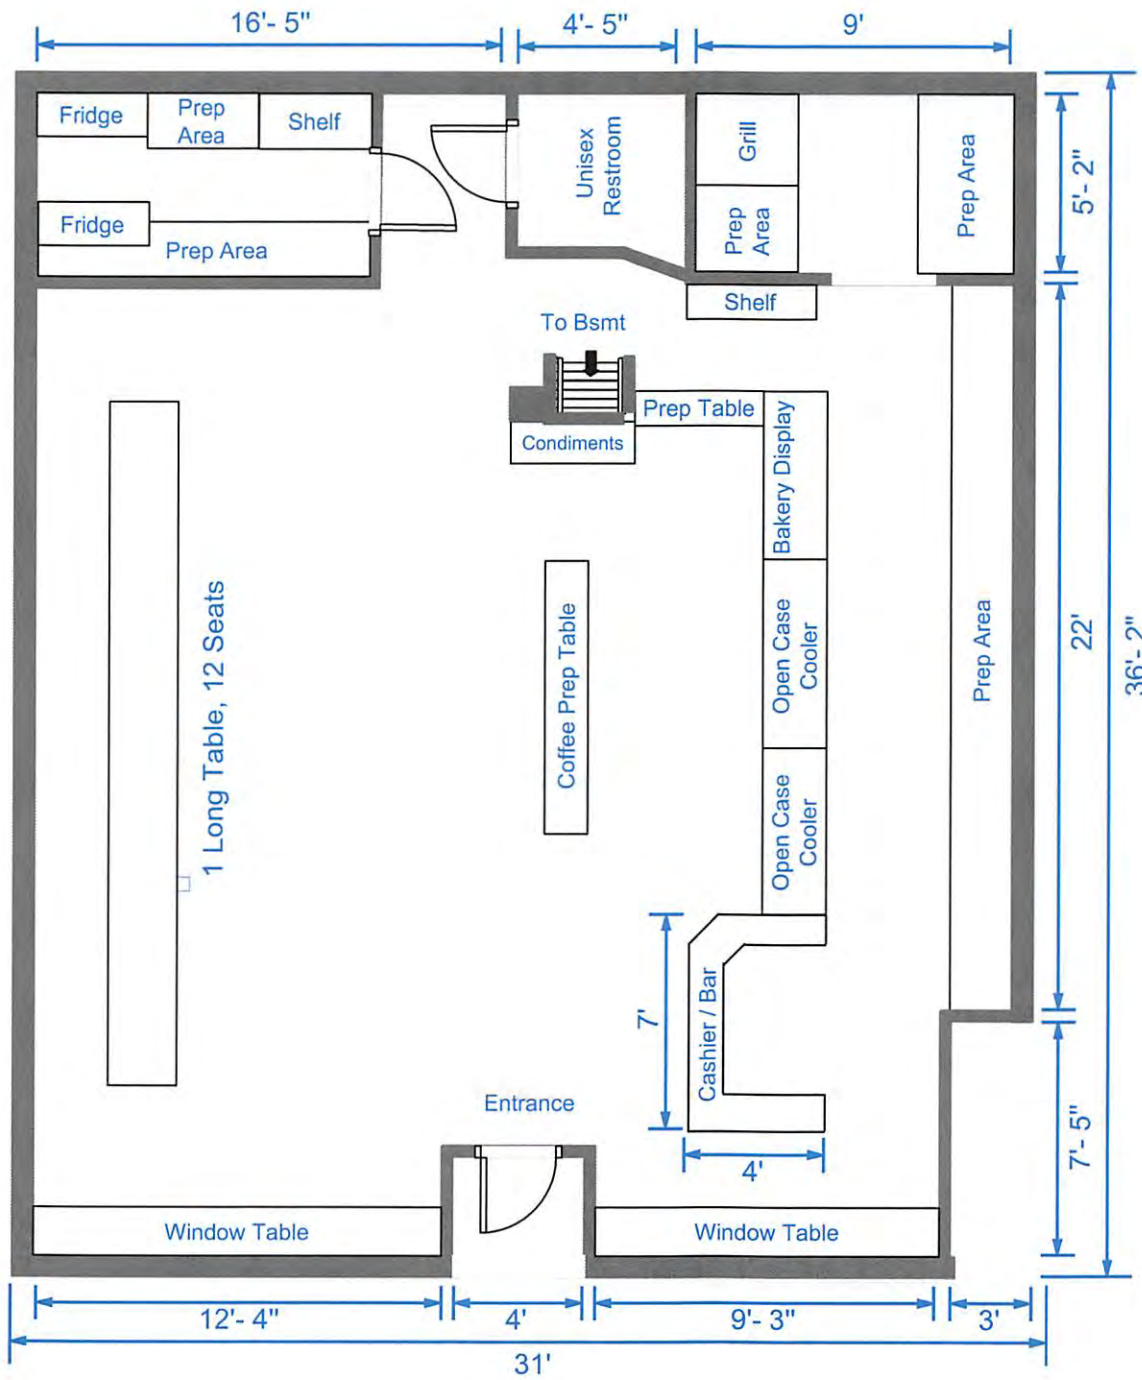 16'- 5"
4'- 5"
9'
Fridge
Prep
Area
Shelf
Unisex
Restroom
Grill
Prep
Area
Prep Area
5'- 2"
Fridge
Prep Area
Shelf
To Bsmt
Prep Table
Condiments
Bakery Display
1 Long Table, 12 Seats
Coffee Prep Table
Open Case
Cooler
Open Case
Cooler
Prep Area
22'
36'- 2"
7'
Cashier / Bar
4'
Entrance
7'- 5"
Window Table
Window Table
12'- 4"
4'
9'- 3"
3'
31'